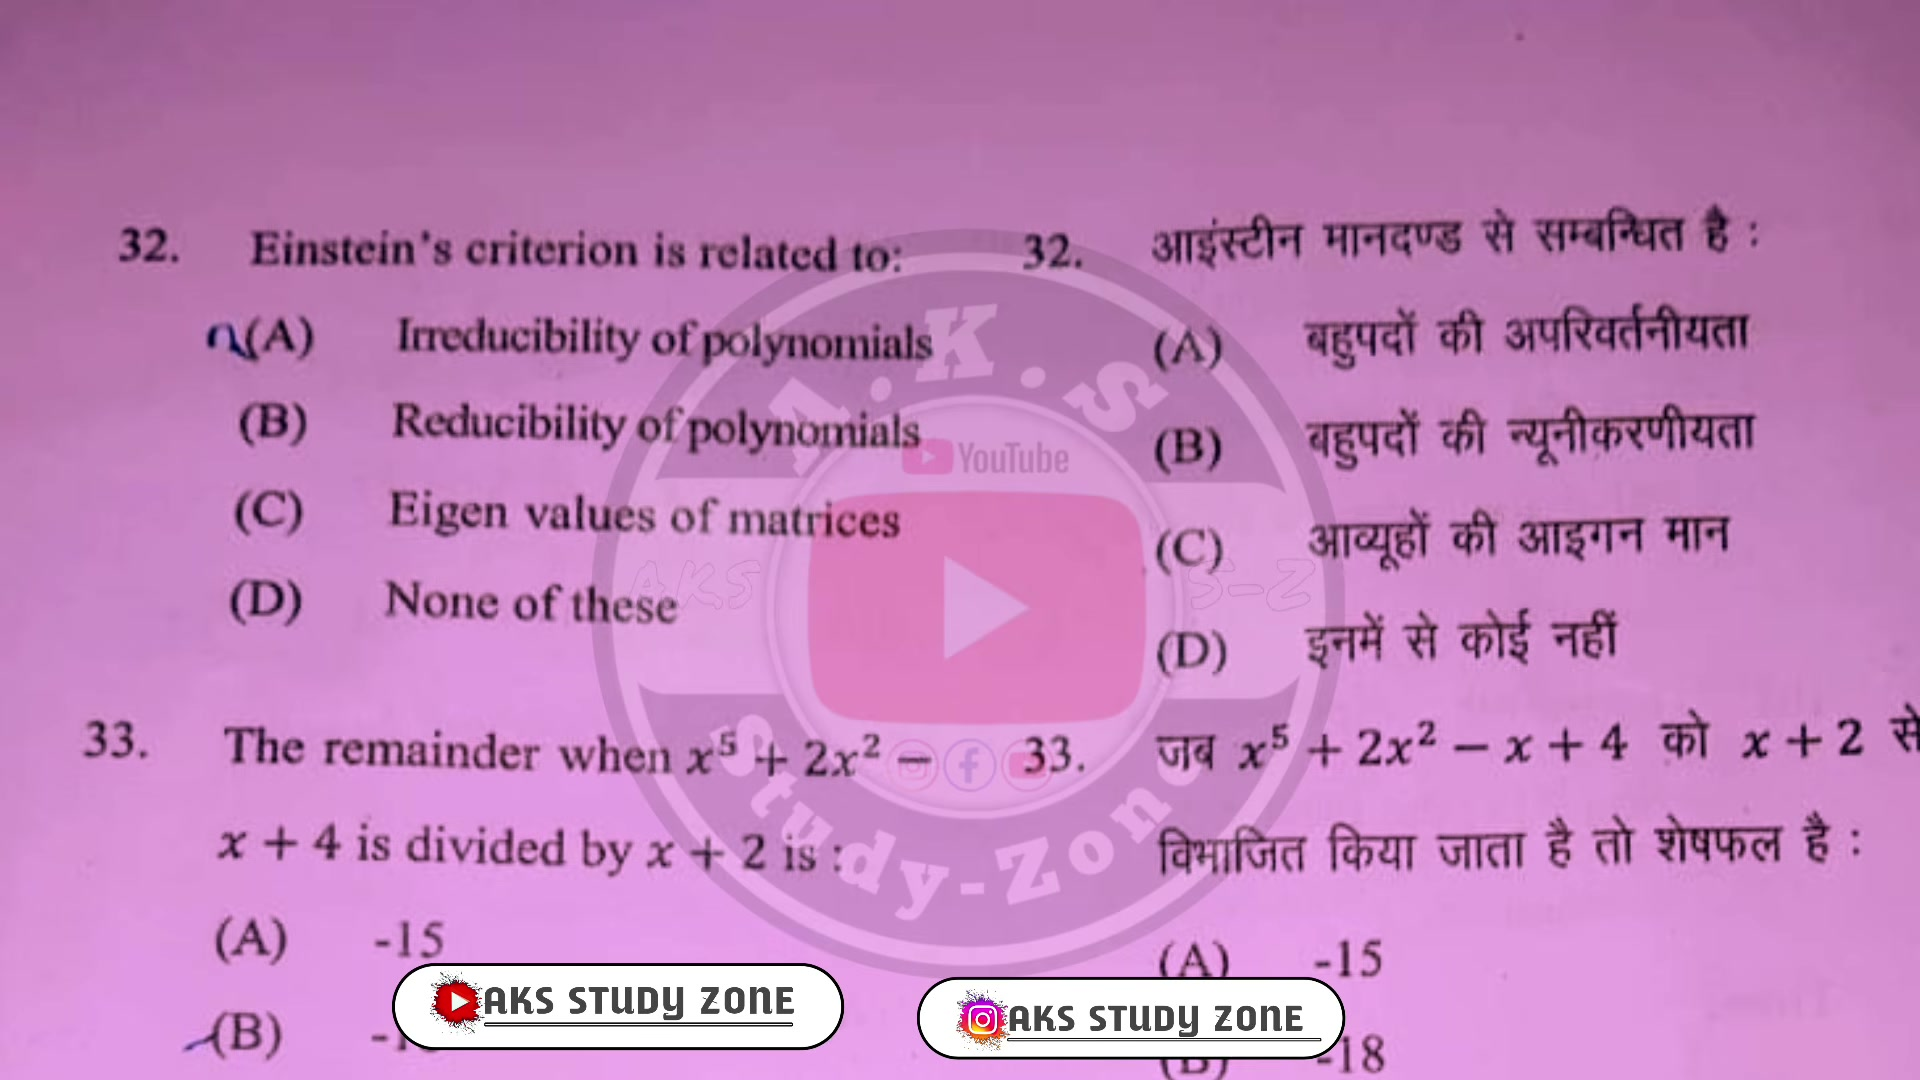 32. Einstein's criterion is related to:
(A) Irreducibility of polynomials
(B) Reducibility of polynomials
(C) Eigen values of matrices
(D) None of these
33. The remainder when x⁵ + 2x² −
x + 4 is divided by x + 2 is :
(A) -15
(B)
32. आइंस्टीन मानदण्ड से सम्बन्धित है :
(A) बहुपदों की अपरिवर्तनीयता
(B) बहुपदों की न्यूनीकरणीयता
(C) आव्यूहों की आइगन मान
(D) इनमें से कोई नहीं
33. जब x⁵ + 2x² − x + 4 को x + 2 से
विभाजित किया जाता है तो शेषफल है :
(A) -15
(B) -18
A.K.S
YouTube
AKS S-Z
Study-Zone
AKS STUDY ZONE
AKS STUDY ZONE